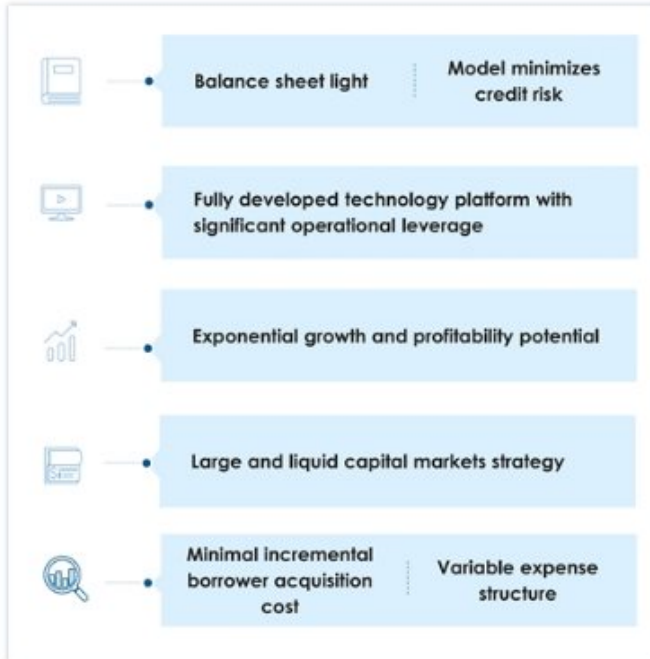 Balance sheet light
Model minimizes
credit risk
Fully developed technology platform with
significant operational leverage
Exponential growth and profitability potential
Large and liquid capital markets strategy
Minimal incremental
borrower acquisition
cost
Variable expense
structure